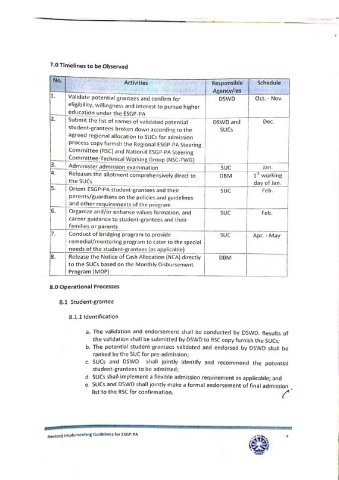 7.0 Timelines to be Observed
No. Activities Responsible Agency/ies Schedule
1. Validate potential grantees and confirm for DSWD Oct. - Nov.
eligibility, willingness and interest to pursue higher
education under the ESGP-PA
2. Submit the list of names of validated potential DSWD and Dec.
student-grantees broken down according to the SUCs
agreed regional allocation to SUCs for admission
process copy furnish the Regional ESGP-PA Steering
Committee (RSC) and National ESGP-PA Steering
Committee-Technical Working Group (NSC-TWG)
3. Administer admission examination SUC Jan.
4. Releases the allotment comprehensively direct to DBM 1st working
the SUCs day of Jan.
5. Orient ESGP-PA student-grantees and their SUC Feb.
parents/guardians on the policies and guidelines
and other requirements of the program
6. Organize and/or enhance values formation, and SUC Feb.
career guidance to student-grantees and their
families or parents
7. Conduct of bridging program to provide SUC Apr. - May
remedial/mentoring program to cater to the special
needs of the student-grantees (as applicable)
8. Release the Notice of Cash Allocation (NCA) directly DBM
to the SUCs based on the Monthly Disbursement
Program (MDP)
8.0 Operational Processes
8.1 Student-grantee
8.1.1 Identification
a. The validation and endorsement shall be conducted by DSWD. Results of
the validation shall be submitted by DSWD to RSC copy furnish the SUCs;
b. The potential student-grantees validated and endorsed by DSWD shall be
ranked by the SUC for pre-admission;
c. SUCs and DSWD shall jointly identify and recommend the potential
student-grantees to be admitted;
d. SUCs shall implement a flexible admission requirement as applicable; and
e. SUCs and DSWD shall jointly make a formal endorsement of final admission
list to the RSC for confirmation.
Revised Implementing Guidelines for ESGP-PA